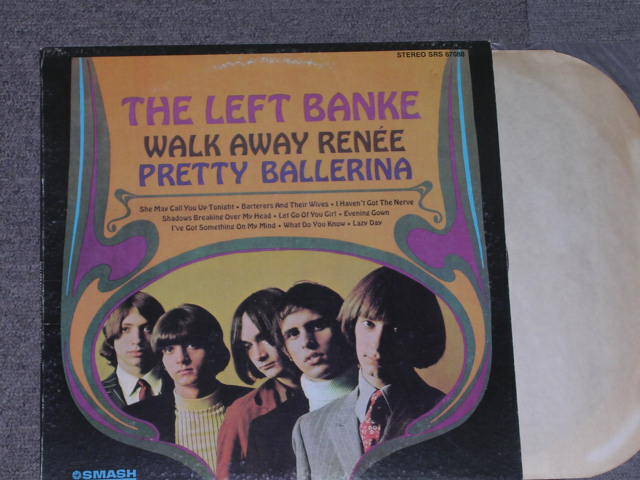 STEREO SRS 67088
THE LEFT BANKE
WALK AWAY RENÉE
PRETTY BALLERINA
She May Call You Up Tonight • Barterers And Their Wives • I Haven't Got The Nerve
Shadows Breaking Over My Head • Let Go Of You Girl • Evening Gown
I've Got Something On My Mind • What Do You Know • Lazy Day
SMASH